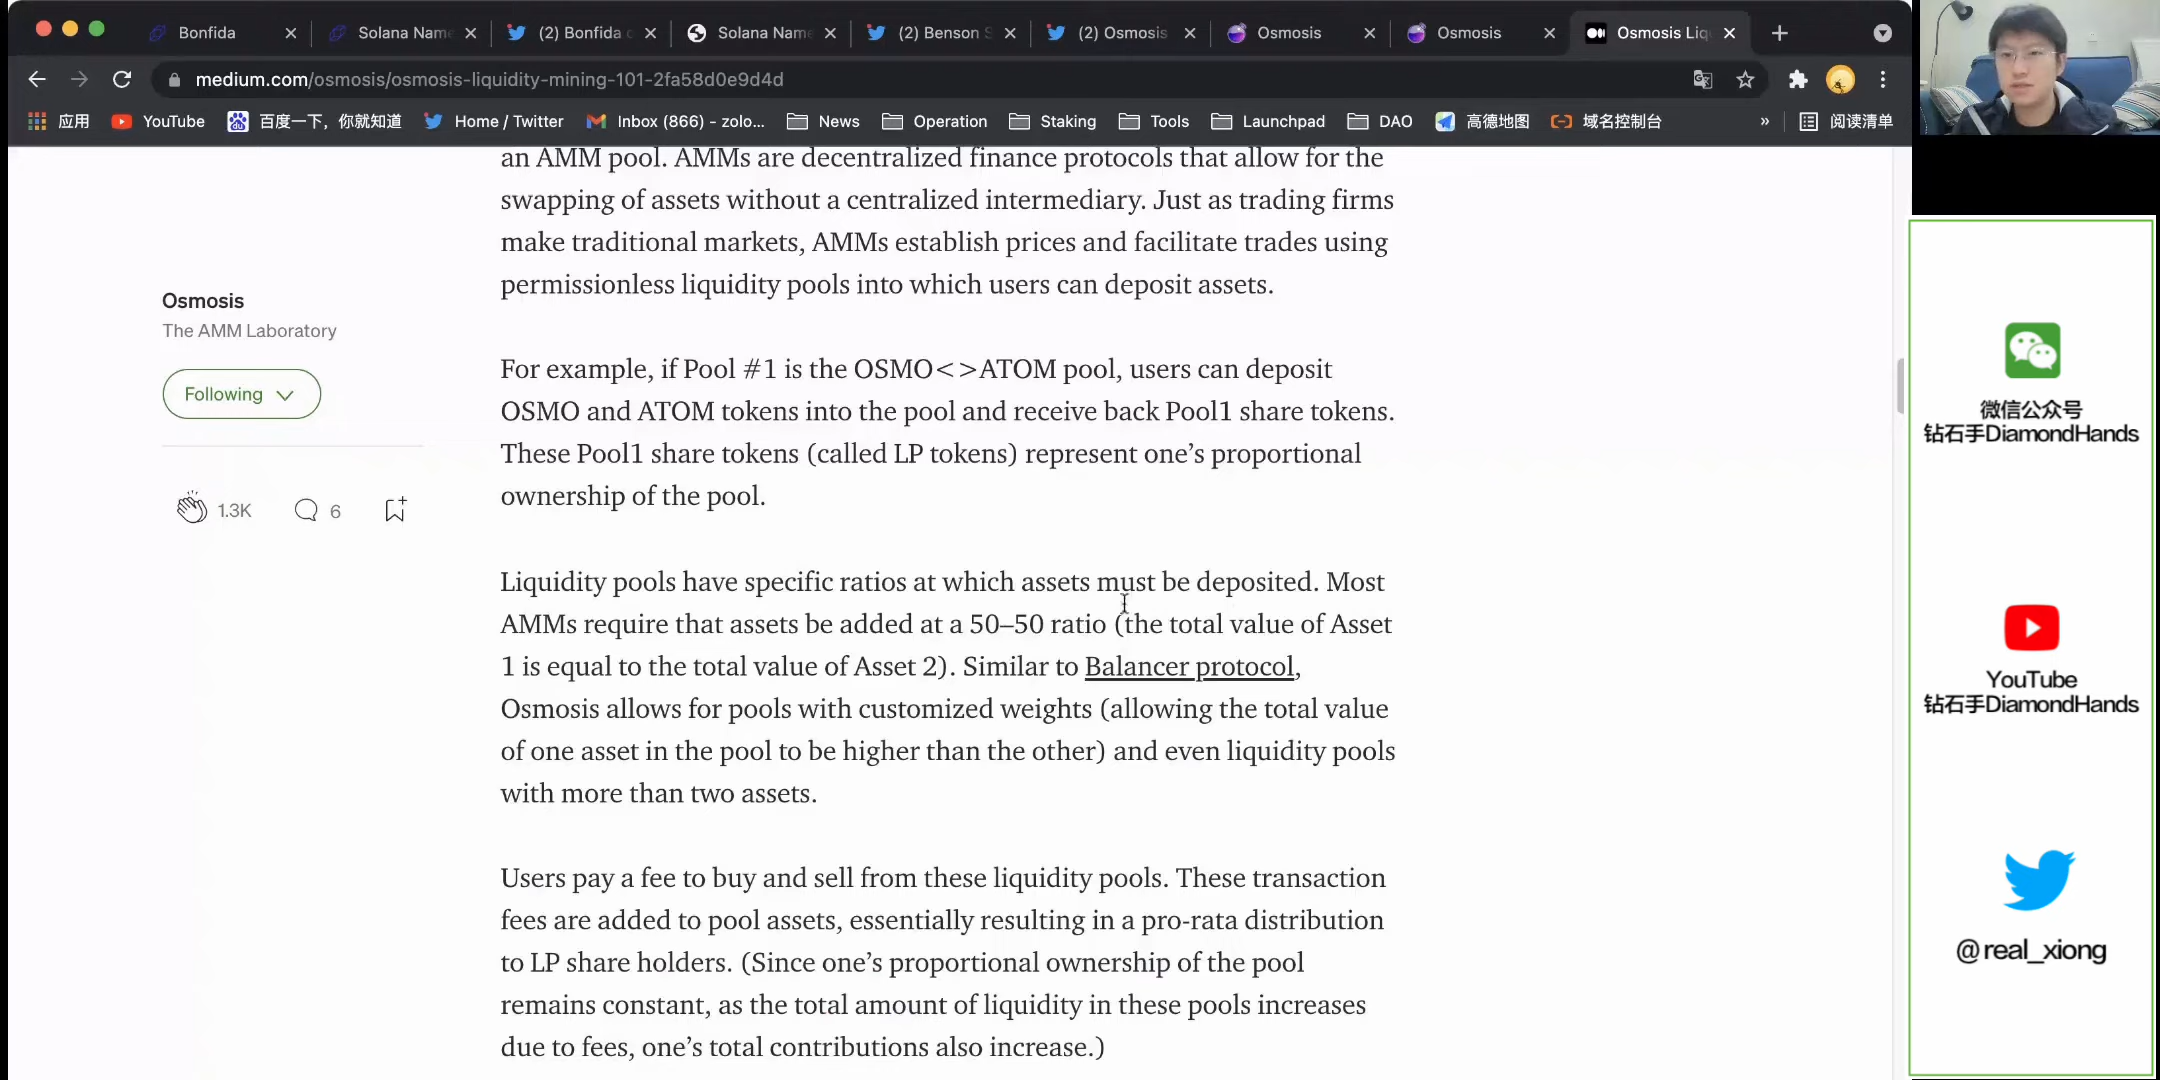 Bonfida
Solana Name
(2) Bonfida
Solana Name
(2) Benson S
(2) Osmosis
Osmosis
Osmosis
Osmosis Liq
medium.com/osmosis/osmosis-liquidity-mining-101-2fa58d0e9d4d
应用
YouTube
百度一下，你就知道
Home / Twitter
Inbox (866) - zolo...
News
Operation
Staking
Tools
Launchpad
DAO
高德地图
域名控制台
»
阅读清单
an AMM pool. AMMs are decentralized finance protocols that allow for the
swapping of assets without a centralized intermediary. Just as trading firms
make traditional markets, AMMs establish prices and facilitate trades using
permissionless liquidity pools into which users can deposit assets.
Osmosis
The AMM Laboratory
Following
1.3K
6
For example, if Pool #1 is the OSMO<>ATOM pool, users can deposit
OSMO and ATOM tokens into the pool and receive back Pool1 share tokens.
These Pool1 share tokens (called LP tokens) represent one’s proportional
ownership of the pool.
Liquidity pools have specific ratios at which assets must be deposited. Most
AMMs require that assets be added at a 50–50 ratio (the total value of Asset
1 is equal to the total value of Asset 2). Similar to Balancer protocol,
Osmosis allows for pools with customized weights (allowing the total value
of one asset in the pool to be higher than the other) and even liquidity pools
with more than two assets.
Users pay a fee to buy and sell from these liquidity pools. These transaction
fees are added to pool assets, essentially resulting in a pro-rata distribution
to LP share holders. (Since one’s proportional ownership of the pool
remains constant, as the total amount of liquidity in these pools increases
due to fees, one’s total contributions also increase.)
微信公众号
钻石手DiamondHands
YouTube
钻石手DiamondHands
@real_xiong